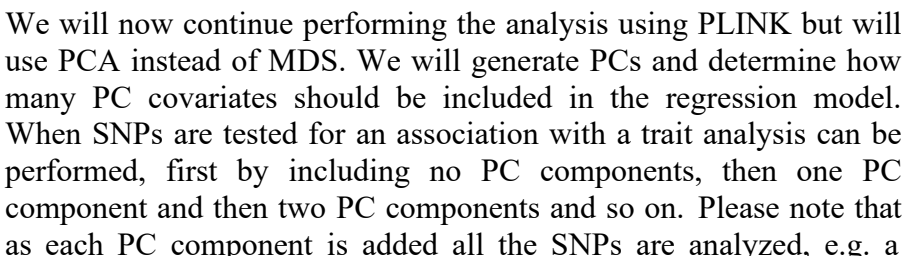 We will now continue performing the analysis using PLINK but will
use PCA instead of MDS. We will generate PCs and determine how
many PC covariates should be included in the regression model.
When SNPs are tested for an association with a trait analysis can be
performed, first by including no PC components, then one PC
component and then two PC components and so on. Please note that
as each PC component is added all the SNPs are analyzed, e.g. a